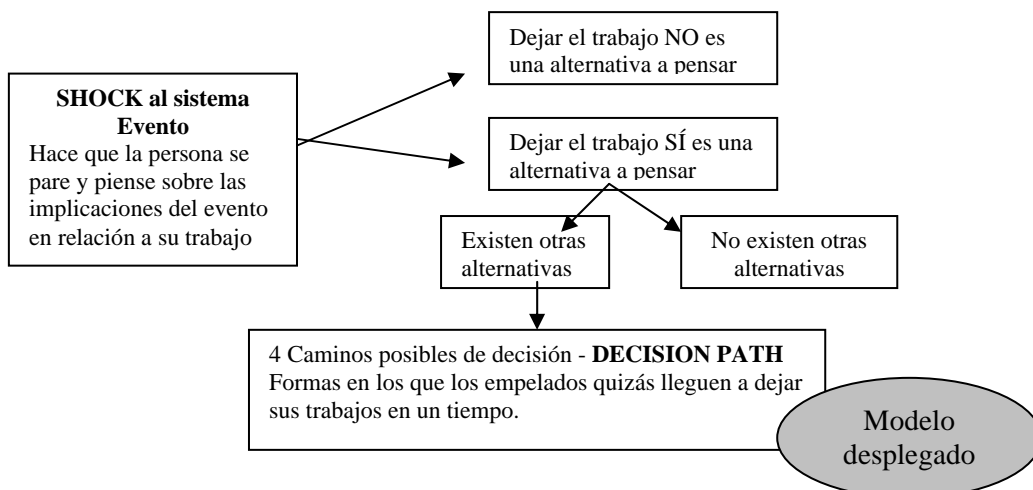 Dejar el trabajo NO es
una alternativa a pensar
SHOCK al sistema
Evento
Hace que la persona se
pare y piense sobre las
implicaciones del evento
en relación a su trabajo
Dejar el trabajo SÍ es una
alternativa a pensar
Existen otras
alternativas
No existen otras
alternativas
4 Caminos posibles de decisión - DECISION PATH
Formas en los que los empelados quizás lleguen a dejar
sus trabajos en un tiempo.
Modelo
desplegado